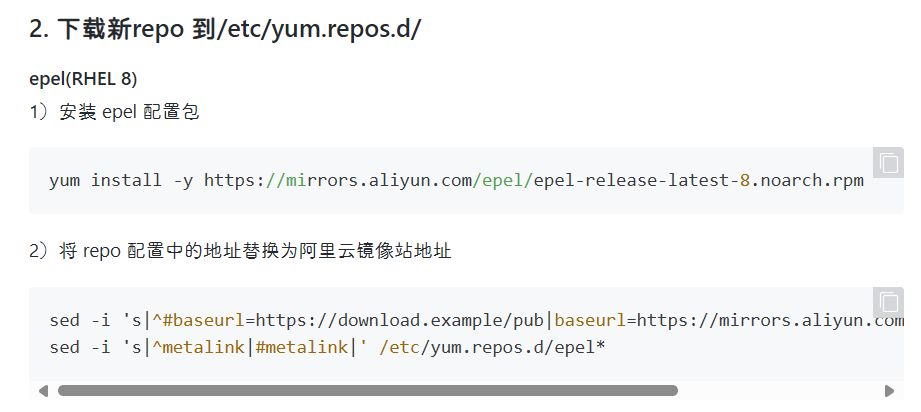 2. 下载新repo 到/etc/yum.repos.d/
epel(RHEL 8)
1）安装 epel 配置包
yum install -y https://mirrors.aliyun.com/epel/epel-release-latest-8.noarch.rpm
2）将 repo 配置中的地址替换为阿里云镜像站地址
sed -i 's|^#baseurl=https://download.example/pub|baseurl=https://mirrors.aliyun.com
sed -i 's|^metalink|#metalink|' /etc/yum.repos.d/epel*